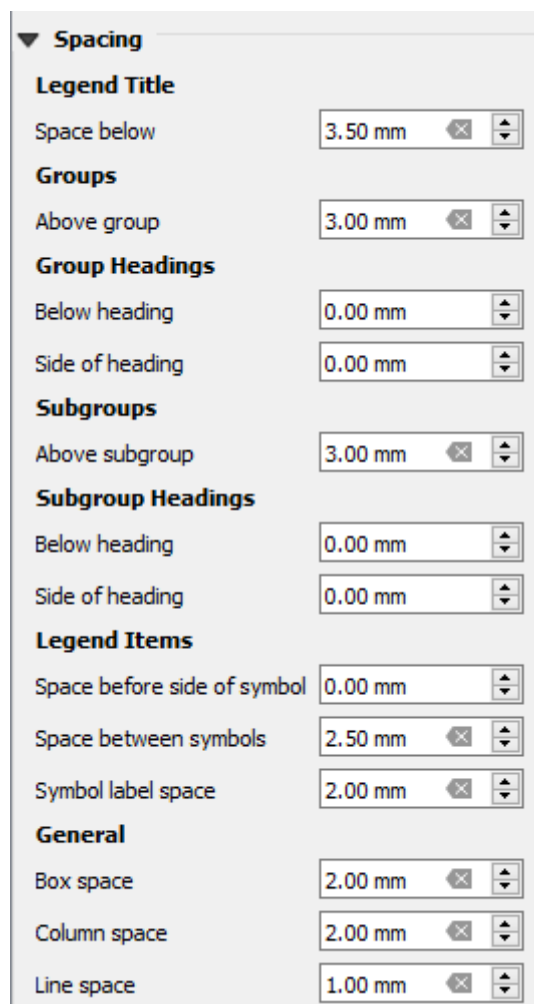 Spacing
Legend Title
Space below 3.50 mm
Groups
Above group 3.00 mm
Group Headings
Below heading 0.00 mm
Side of heading 0.00 mm
Subgroups
Above subgroup 3.00 mm
Subgroup Headings
Below heading 0.00 mm
Side of heading 0.00 mm
Legend Items
Space before side of symbol 0.00 mm
Space between symbols 2.50 mm
Symbol label space 2.00 mm
General
Box space 2.00 mm
Column space 2.00 mm
Line space 1.00 mm